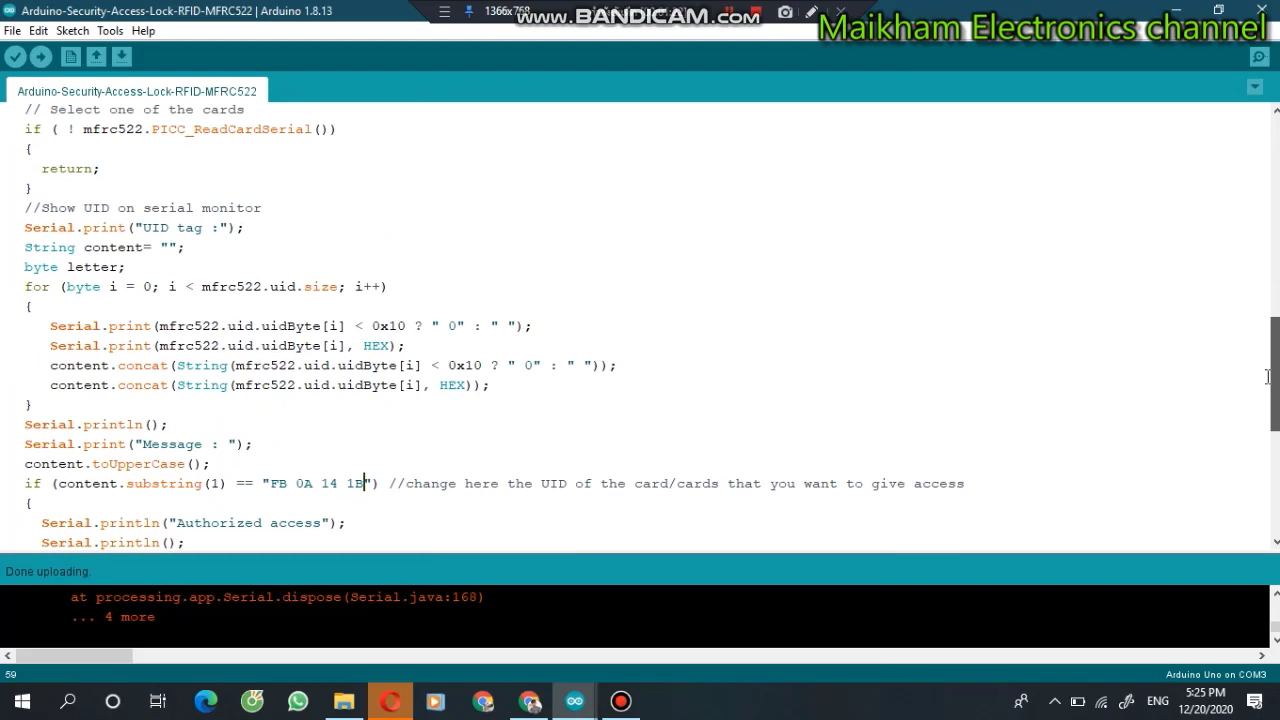 Arduino-Security-Access-Lock-RFID-MFRC522 | Arduino 1.8.13
1366x768
www.BANDICAM.com
Maikham Electronics channel
File Edit Sketch Tools Help
Arduino-Security-Access-Lock-RFID-MFRC522
// Select one of the cards
if ( ! mfrc522.PICC_ReadCardSerial())
{
return;
}
//Show UID on serial monitor
Serial.print("UID tag :");
String content= "";
byte letter;
for (byte i = 0; i < mfrc522.uid.size; i++)
{
Serial.print(mfrc522.uid.uidByte[i] < 0x10 ? " 0" : " ");
Serial.print(mfrc522.uid.uidByte[i], HEX);
content.concat(String(mfrc522.uid.uidByte[i] < 0x10 ? " 0" : " "));
content.concat(String(mfrc522.uid.uidByte[i], HEX));
}
Serial.println();
Serial.print("Message : ");
content.toUpperCase();
if (content.substring(1) == "FB 0A 14 1B") //change here the UID of the card/cards that you want to give access
{
Serial.println("Authorized access");
Serial.println();
Done uploading.
at processing.app.Serial.dispose(Serial.java:168)
... 4 more
59
Arduino Uno on COM3
ENG
5:25 PM
12/20/2020